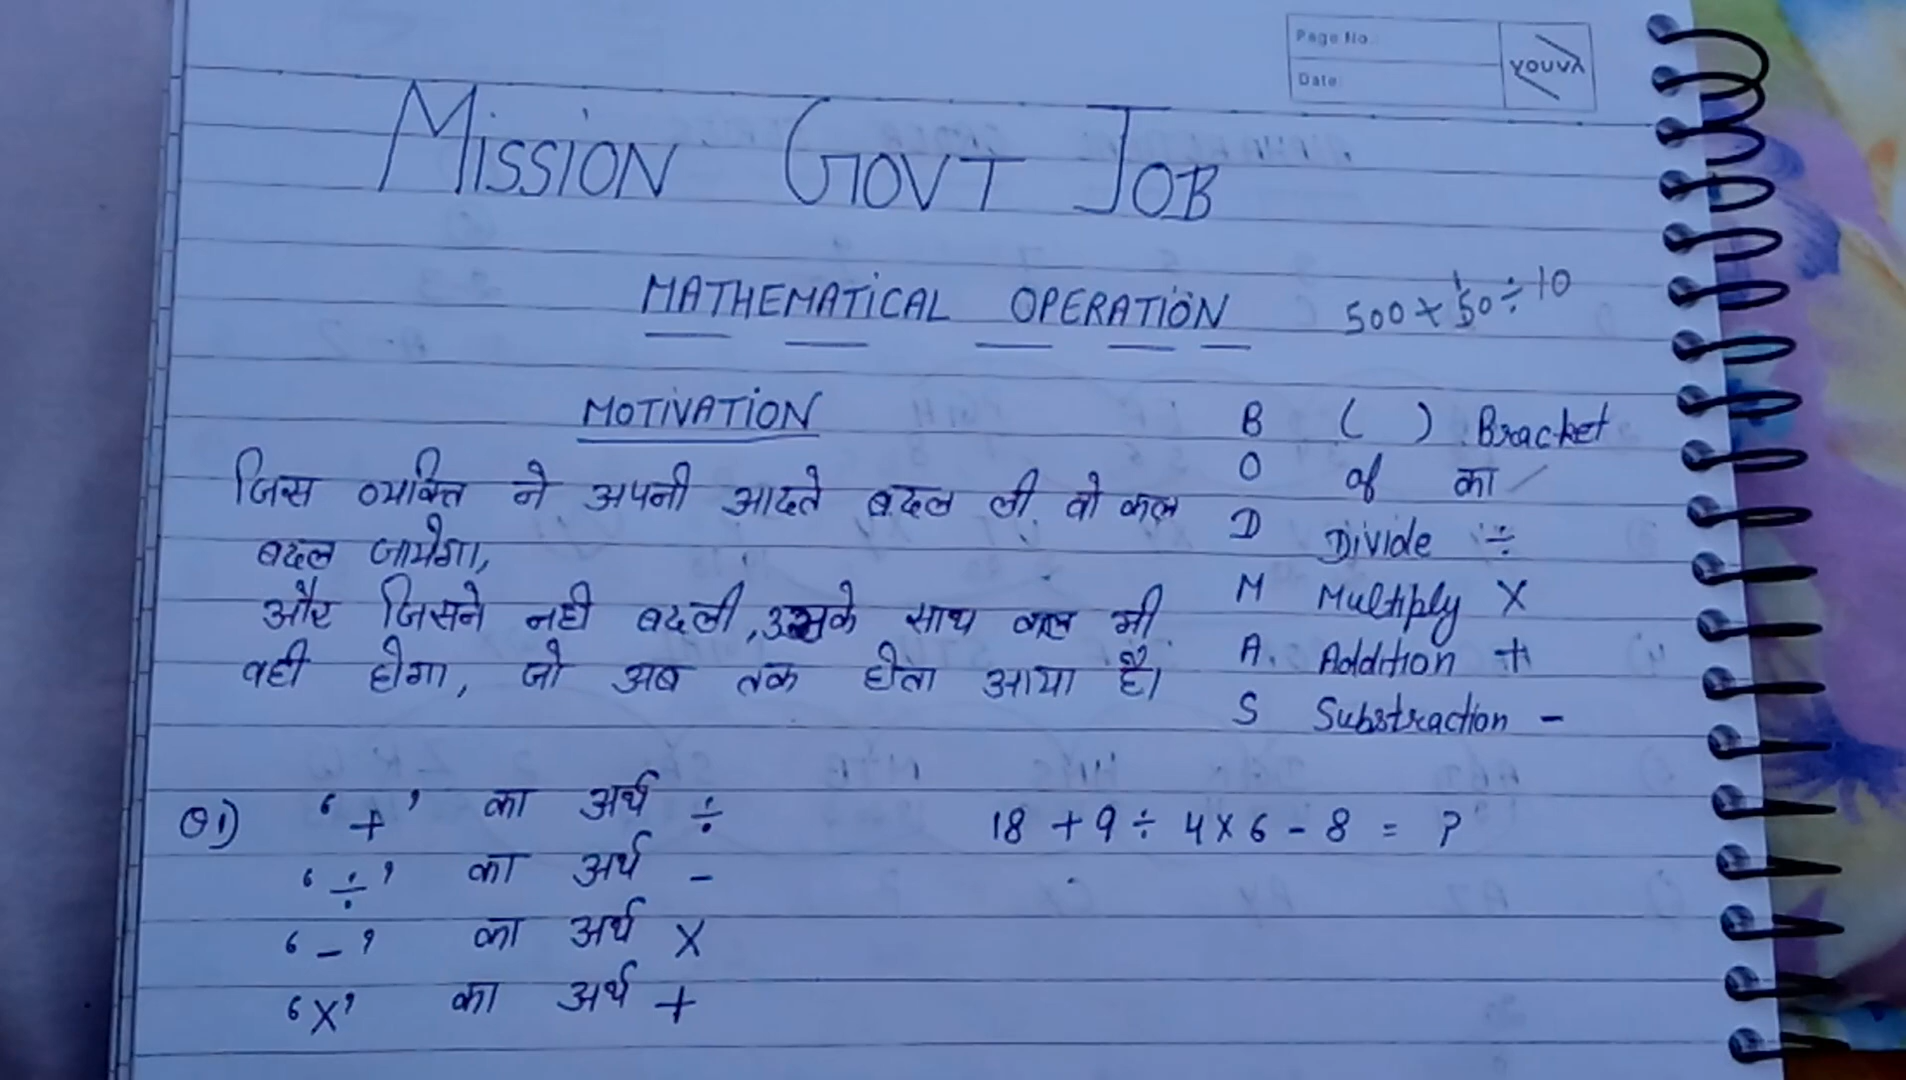 Page No.
Date
YOUVA
MISSION GOVT JOB
MATHEMATICAL OPERATION
500 + 50 ÷ 10
MOTIVATION
जिस व्यक्ति ने अपनी आदते बदल ली वो कल
बदल जायेगा,
और जिसने नही बदली, उसके साथ कल भी
वही होगा, जो अब तक होता आया है।
B ( ) Bracket
O of का
D Divide ÷
M Multiply X
A. Addition +
S Substraction -
Q1) ‘+’ का अर्थ ÷
‘÷’ का अर्थ -
‘-’ का अर्थ X
‘X’ का अर्थ +
18 + 9 ÷ 4 X 6 - 8 = ?